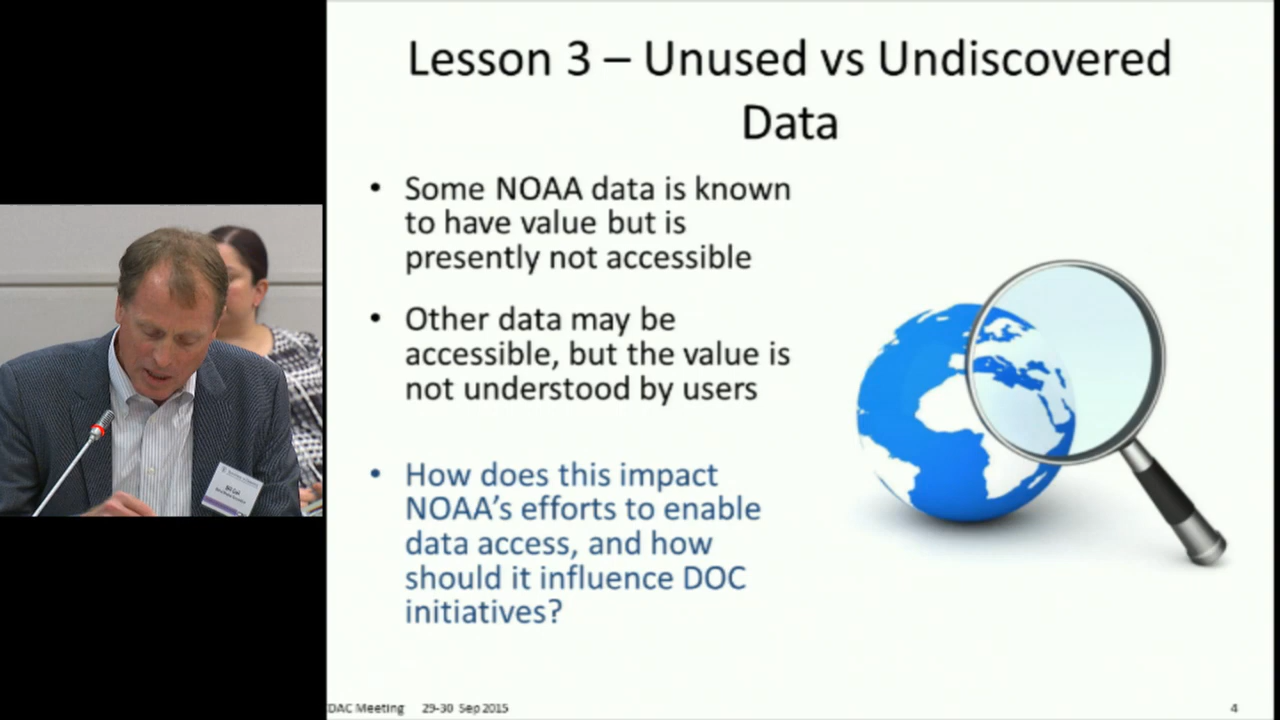 Lesson 3 – Unused vs Undiscovered
Data
• Some NOAA data is known
to have value but is
presently not accessible
• Other data may be
accessible, but the value is
not understood by users
• How does this impact
NOAA's efforts to enable
data access, and how
should it influence DOC
initiatives?
DAC Meeting 29-30 Sep 2015
4